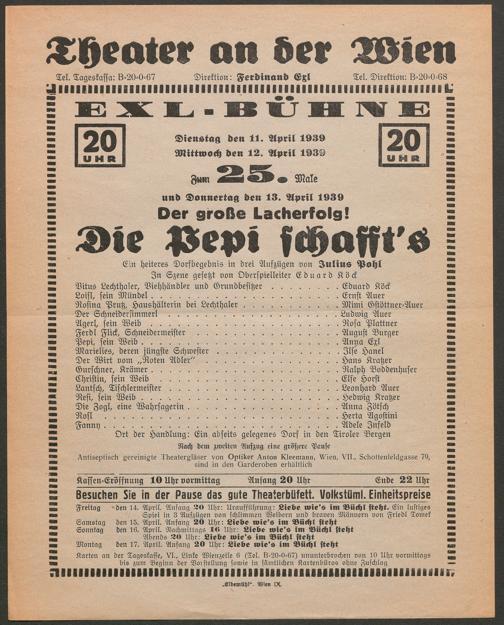 Theater an der Wien
Tel. Tageskassa: B-20-0-67 Direktion: Ferdinand Exl Tel. Direktion: B-20-0-68
EXL-BÜHNE
20 UHR
Dienstag den 11. April 1939
Mittwoch den 12. April 1939
20 UHR
Zum 25. Male
und Donnertag den 13. April 1939
Der große Lacherfolg!
Die Pepi schafft's
Ein heiteres Dorfbegebnis in drei Aufzügen von Julius Pohl
In Szene gesetzt von Oberspielleiter Eduard Köck
Vitus Lechthaler, Viehhändler und Grundbesitzer Eduard Köck
Loisl, sein Mündel Ernst Auer
Rosina Prutz, Haushälterin bei Lechthaler Mimi Gstöttner-Auer
Der Schneidersimmerl Ludwig Auer
Agerl, sein Weib Rosa Plattner
Ferdl Flick, Schneidermeister August Burger
Pepi, sein Weib Anna Exl
Marielies, deren jüngste Schwester Ilse Hanel
Der Wirt vom „Roten Adler" Hans Kratzer
Gurschner, Krämer Ralph Boddenhuser
Christin, sein Weib Else Horst
Lantsch, Tischlermeister Leonhard Auer
Resi, sein Weib Hedwig Kratzer
Die Zogl, eine Wahrsagerin Anna Zötsch
Rosl Herta Agostini
Fanny Adele Infeld
Ort der Handlung: Ein abseits gelegenes Dorf in den Tiroler Bergen
Nach dem zweiten Aufzug eine größere Pause
Antiseptisch gereinigte Theatergläser von Optiker Anton Kleemann, Wien, VII., Schottenfeldgasse 79,
sind in den Garderoben erhältlich
Kassen-Eröffnung 10 Uhr vormittag Anfang 20 Uhr Ende 22 Uhr
Besuchen Sie in der Pause das gute Theaterbüfett. Volkstüml. Einheitspreise
Freitag den 14. April. Anfang 20 Uhr: Uraufführung: Liebe wie's im Büchl steht. Ein lustiges
Spiel in 3 Aufzügen von schlimmen Weibern und braven Männern von Friedl Tomek
Samstag den 15. April. Anfang 20 Uhr: Liebe wie's im Büchl steht
Sonntag den 16. April. Nachmittags 16 Uhr: Liebe wie's im Büchl steht
Abends 20 Uhr: Liebe wie's im Büchl steht
Montag den 17. April. Anfang 20 Uhr: Liebe wie's im Büchl steht
Karten an der Tageskassa, VI., Linke Wienzeile 6 (Tel. B-20-0-67) ununterbrochen von 10 Uhr vormittags
bis zum Beginn der Vorstellung sowie in sämtlichen Kartenbüros ohne Zuschlag
„Elbemühl". Wien IX.